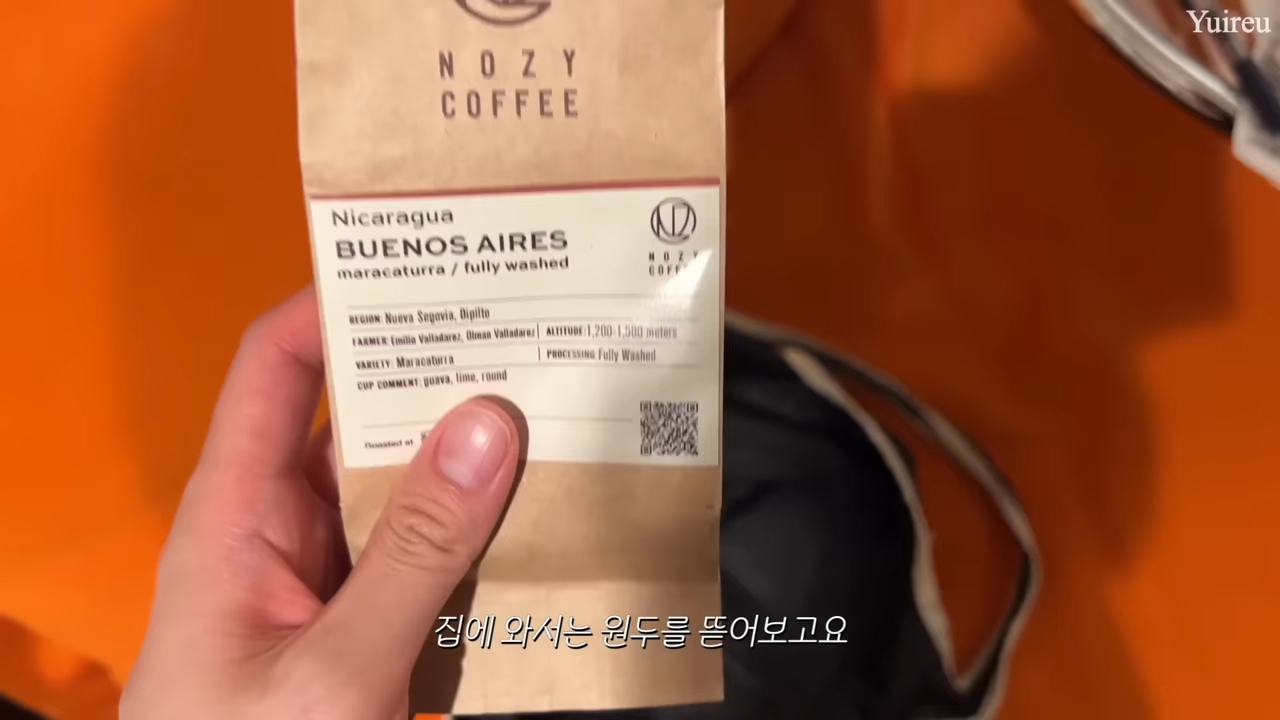 Yuireu
NOZY
COFFEE
Nicaragua
BUENOS AIRES
maracaturra / fully washed
NOZY
COFFEE
REGION: Nueva Segovia, Dipilto
FARMER: Emilio Valladarez, Olman Valladarez
ALTITUDE: 1,200-1,500 meters
VARIETY: Maracaturra
PROCESSING: Fully Washed
CUP COMMENT: guava, lime, round
Roasted at
집에 와서는 원두를 뜯어보고요